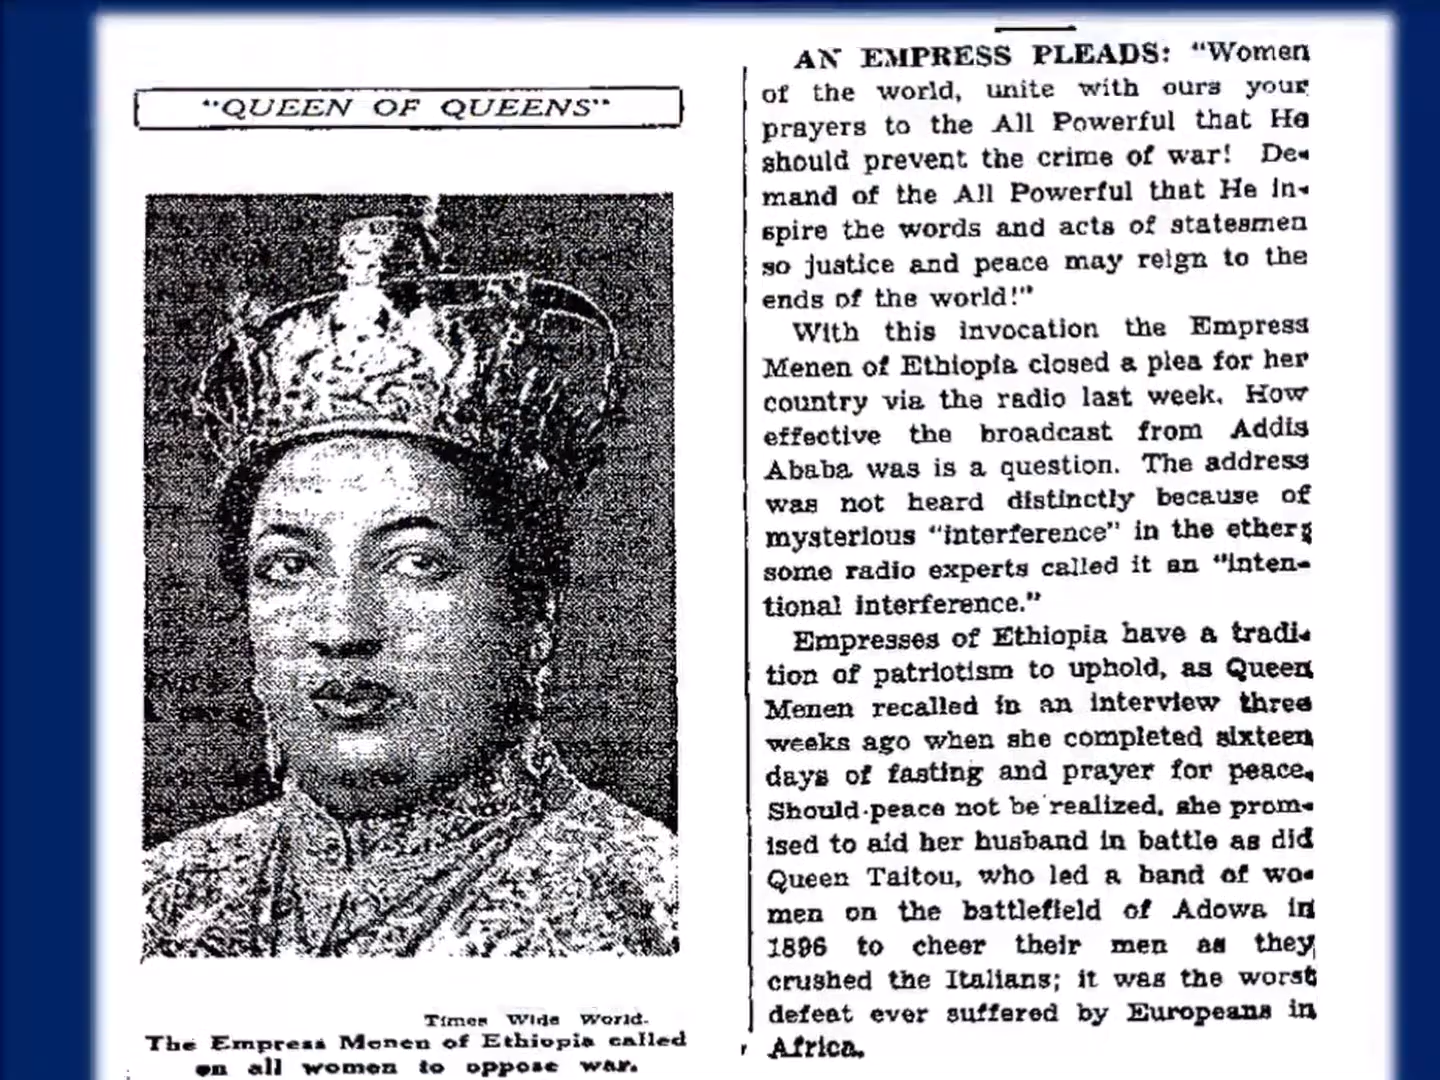 "QUEEN OF QUEENS"
Times Wide World.
The Empress Menen of Ethiopia called
on all women to oppose war.
AN EMPRESS PLEADS: "Women
of the world, unite with ours your
prayers to the All Powerful that He
should prevent the crime of war! De-
mand of the All Powerful that He in-
spire the words and acts of statesmen
so justice and peace may reign to the
ends of the world!"
With this invocation the Empress
Menen of Ethiopia closed a plea for her
country via the radio last week. How
effective the broadcast from Addis
Ababa was is a question. The address
was not heard distinctly because of
mysterious "interference" in the ether;
some radio experts called it an "inten-
tional interference."
Empresses of Ethiopia have a tradi-
tion of patriotism to uphold, as Queen
Menen recalled in an interview three
weeks ago when she completed sixteen
days of fasting and prayer for peace.
Should peace not be realized, she prom-
ised to aid her husband in battle as did
Queen Taitou, who led a band of wo-
men on the battlefield of Adowa in
1896 to cheer their men as they
crushed the Italians; it was the worst
defeat ever suffered by Europeans in
Africa.